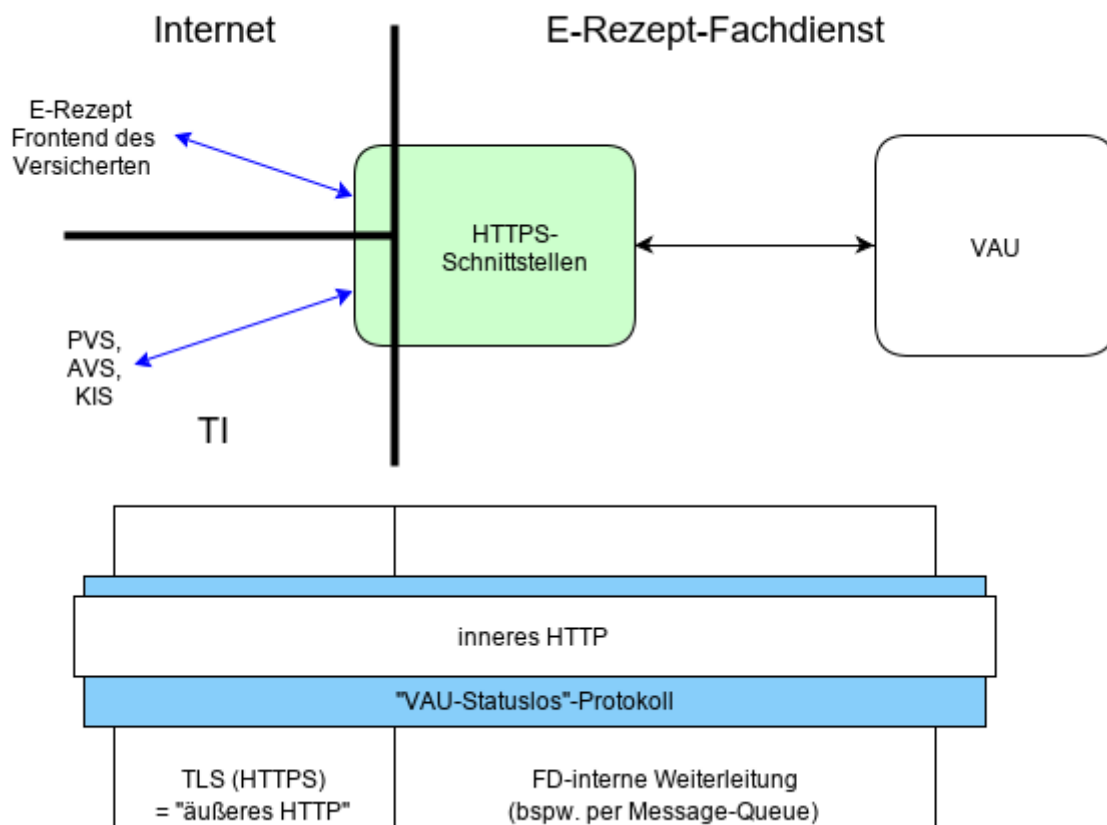 Internet
E-Rezept-Fachdienst
E-Rezept
Frontend des
Versicherten
HTTPS-
Schnittstellen
VAU
PVS,
AVS,
KIS
TI
inneres HTTP
"VAU-Statuslos"-Protokoll
TLS (HTTPS)
= "äußeres HTTP"
FD-interne Weiterleitung
(bspw. per Message-Queue)